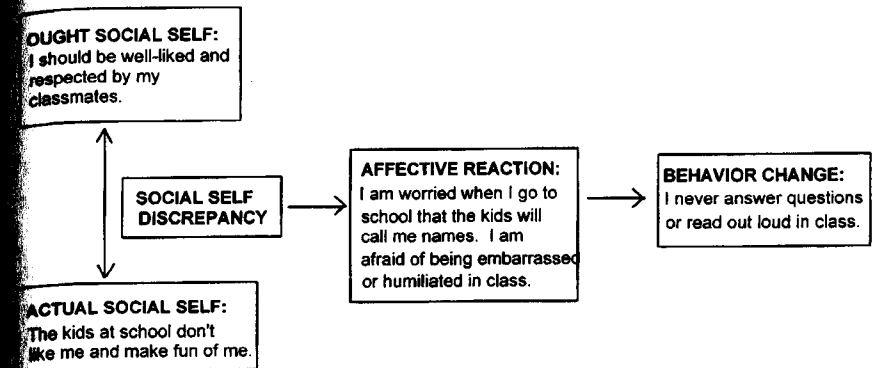 OUGHT SOCIAL SELF:
I should be well-liked and
respected by my
classmates.
SOCIAL SELF
DISCREPANCY
AFFECTIVE REACTION:
I am worried when I go to
school that the kids will
call me names. I am
afraid of being embarrassed
or humiliated in class.
BEHAVIOR CHANGE:
I never answer questions
or read out loud in class.
ACTUAL SOCIAL SELF:
The kids at school don't
like me and make fun of me.